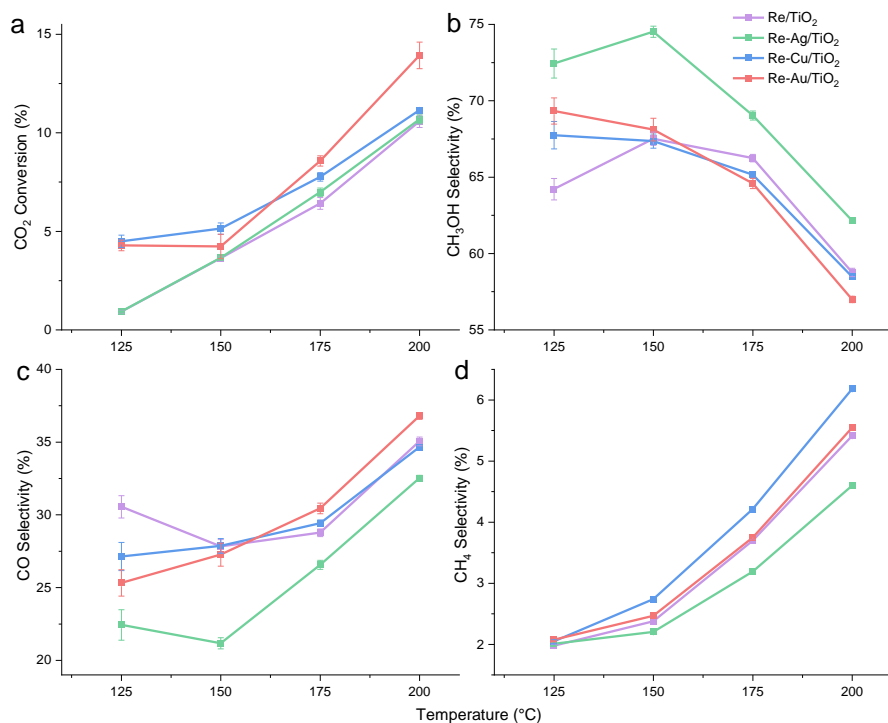 a
CO₂ Conversion (%)
15
10
5
0
125
150
175
200
b
CH₃OH Selectivity (%)
75
70
65
60
55
125
150
175
200
Re/TiO₂
Re-Ag/TiO₂
Re-Cu/TiO₂
Re-Au/TiO₂
c
CO Selectivity (%)
40
35
30
25
20
125
150
175
200
d
CH₄ Selectivity (%)
6
5
4
3
2
125
150
175
200
Temperature (°C)